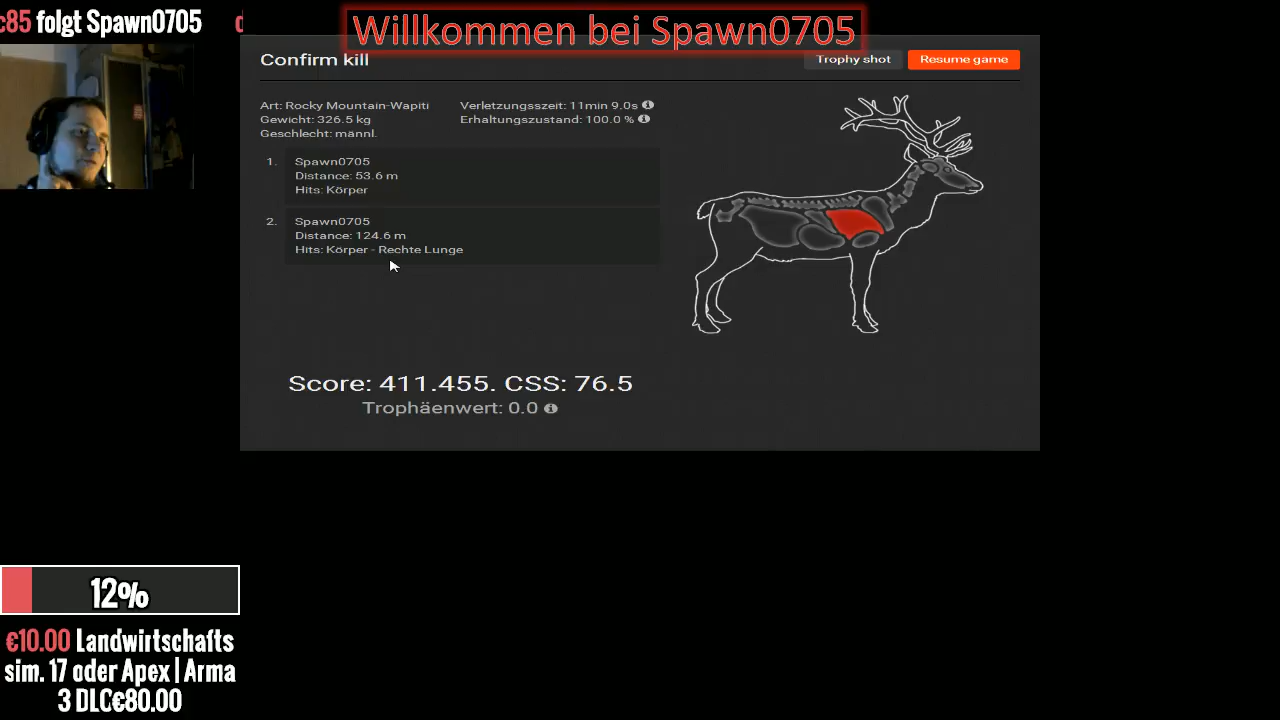 c85 folgt Spawn0705
Willkommen bei Spawn0705
Confirm kill
Trophy shot
Resume game
Art: Rocky Mountain-Wapiti
Gewicht: 326.5 kg
Geschlecht: männl.
Verletzungsszeit: 11min 9.0s
Erhaltungszustand: 100.0 %
1.
Spawn0705
Distance: 53.6 m
Hits: Körper
2.
Spawn0705
Distance: 124.6 m
Hits: Körper - Rechte Lunge
Score: 411.455. CSS: 76.5
Trophäenwert: 0.0
12%
€10.00 Landwirtschafts
sim. 17 oder Apex | Arma
3 DLC€80.00